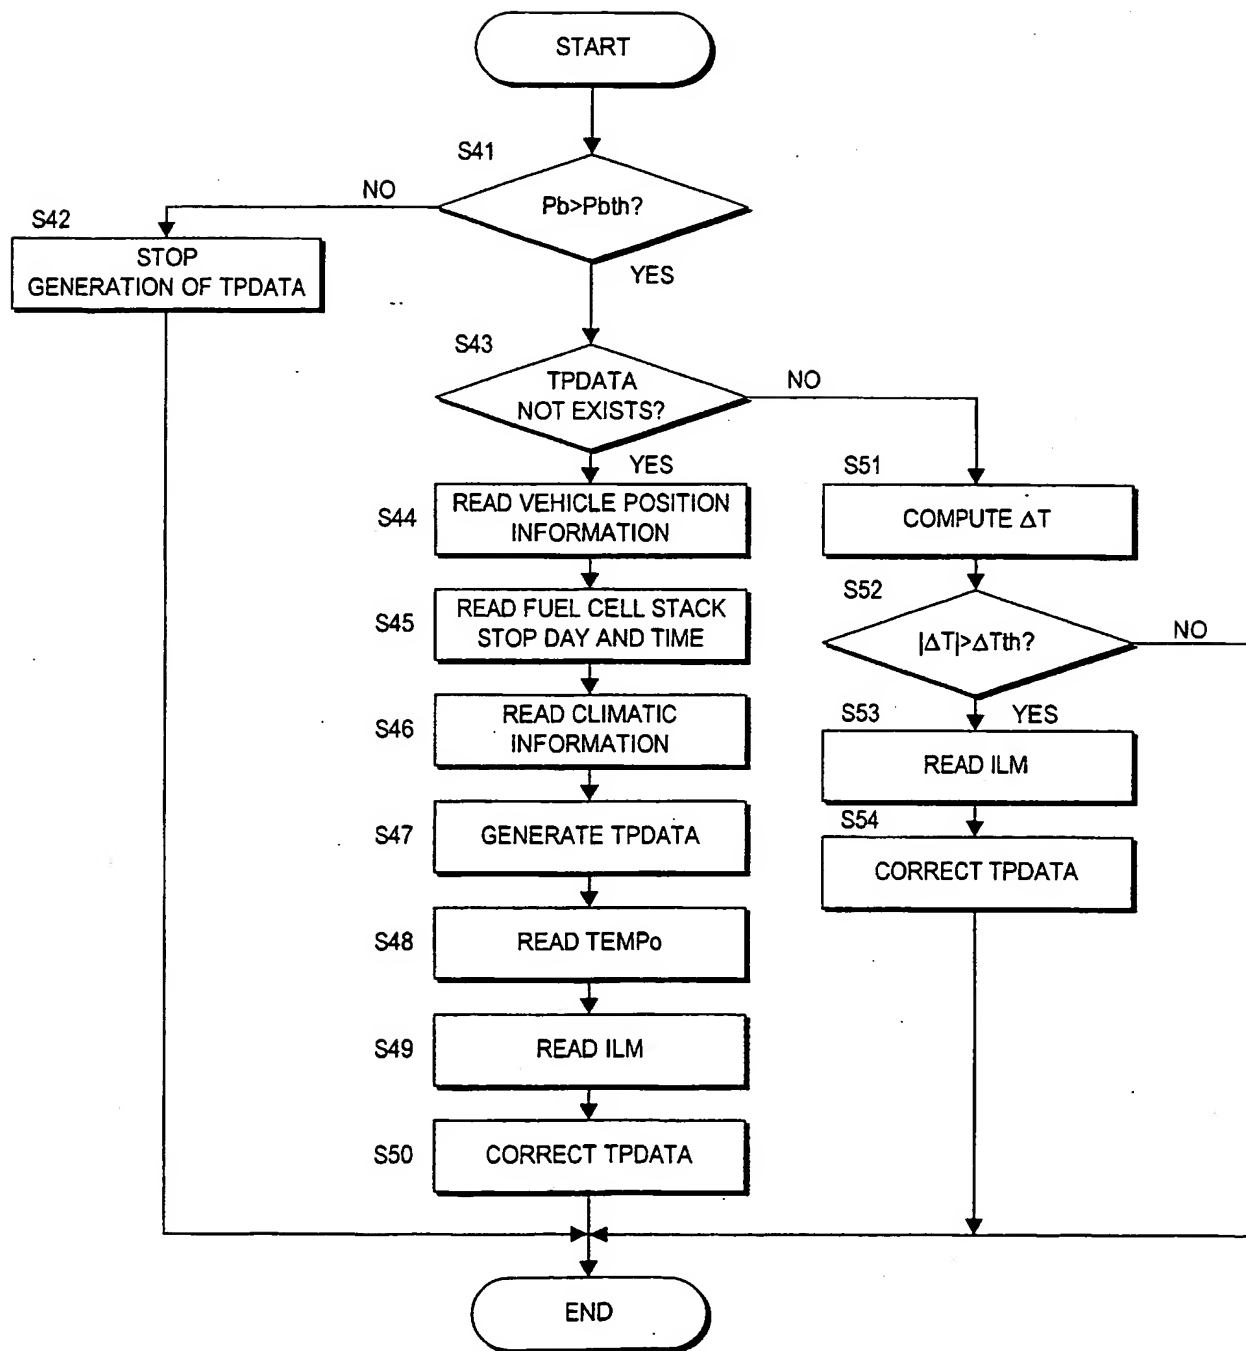 START
S41
Pb>Pbth?
NO
YES
S42
STOP
GENERATION OF TPDATA
S43
TPDATA
NOT EXISTS?
NO
YES
S44
READ VEHICLE POSITION
INFORMATION
S45
READ FUEL CELL STACK
STOP DAY AND TIME
S46
READ CLIMATIC
INFORMATION
S47
GENERATE TPDATA
S48
READ TEMPo
S49
READ ILM
S50
CORRECT TPDATA
S51
COMPUTE ΔT
S52
|ΔT|>ΔTth?
NO
YES
S53
READ ILM
S54
CORRECT TPDATA
END